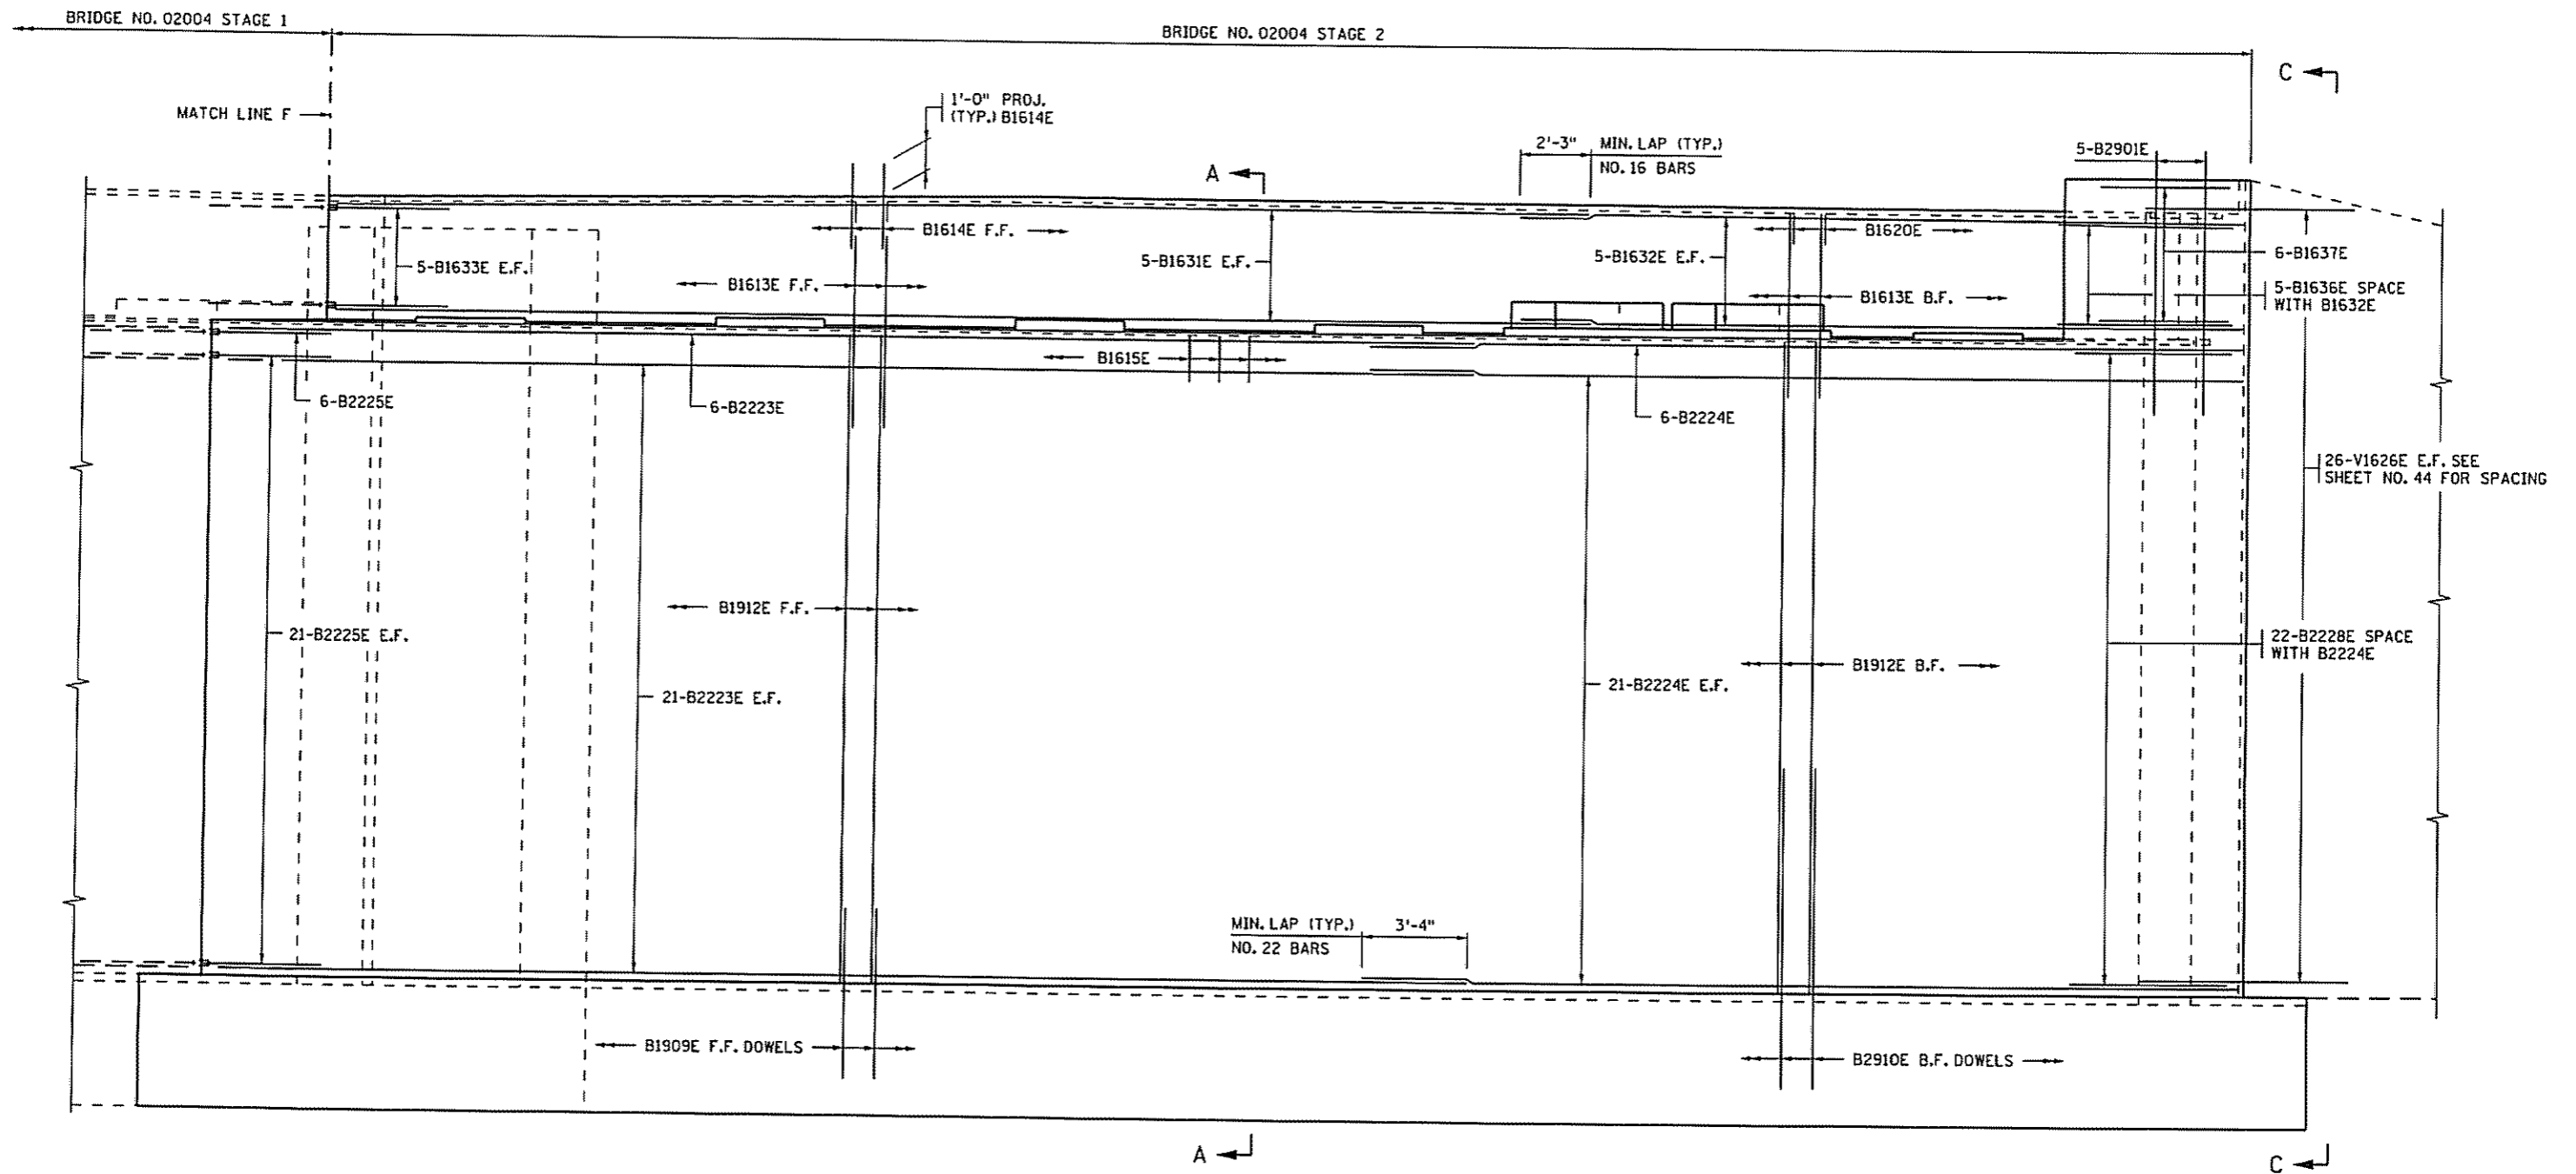 BRIDGE NO. 02004 STAGE 1
BRIDGE NO. 02004 STAGE 2
C
MATCH LINE F
1'-0" PROJ.
(TYP.) B1614E
2'-3" MIN. LAP (TYP.)
NO. 16 BARS
5-B2901E
A
B1614E F.F.
B1620E
5-B1633E E.F.
5-B1631E E.F.
5-B1632E E.F.
6-B1637E
B1613E F.F.
B1613E B.F.
5-B1636E SPACE
WITH B1632E
B1615E
6-B2225E
6-B2223E
6-B2224E
26-V1626E E.F. SEE
SHEET NO. 44 FOR SPACING
B1912E F.F.
21-B2225E E.F.
22-B2228E SPACE
WITH B2224E
B1912E B.F.
21-B2223E E.F.
21-B2224E E.F.
MIN. LAP (TYP.) 3'-4"
NO. 22 BARS
B1909E F.F. DOWELS
B2910E B.F. DOWELS
A
C